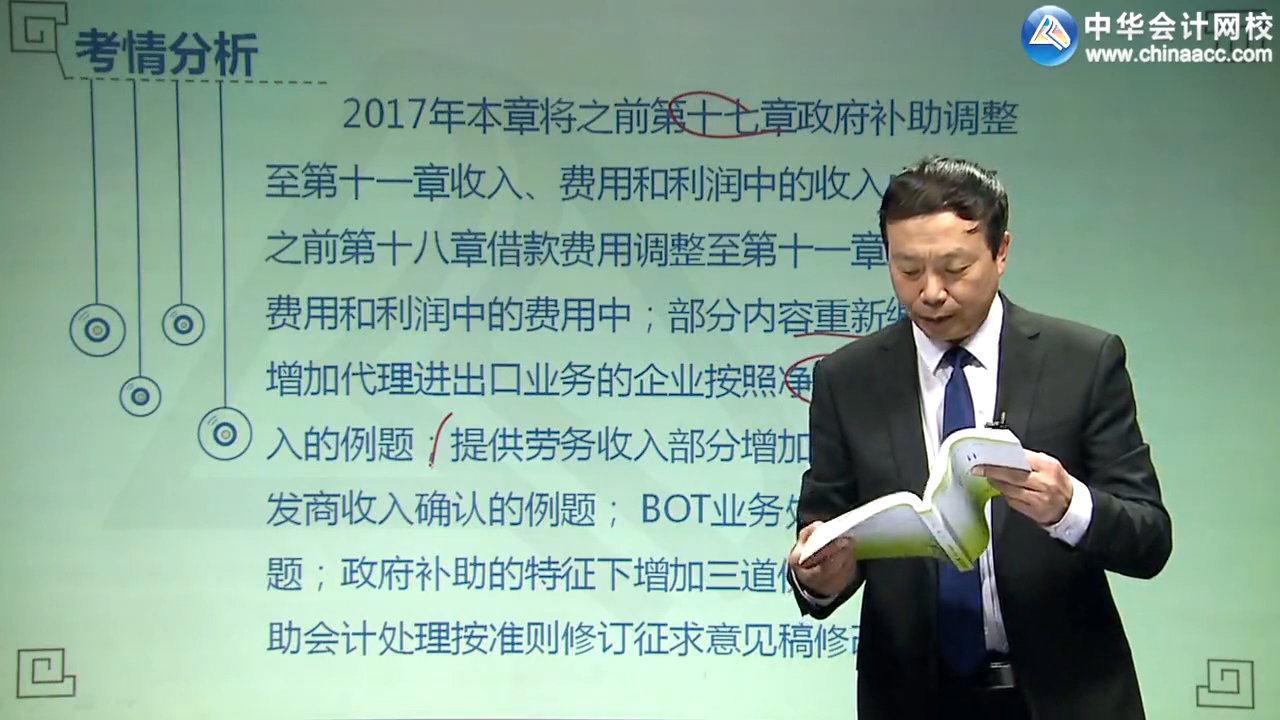 考情分析
中华会计网校
www.chinaacc.com
2017年本章将之前第十七章政府补助调整
至第十一章收入、费用和利润中的收入
之前第十八章借款费用调整至第十一章
费用和利润中的费用中；部分内容重新
增加代理进出口业务的企业按照净
入的例题；提供劳务收入部分增加
发商收入确认的例题；BOT业务
题；政府补助的特征下增加三道
助会计处理按准则修订征求意见稿修